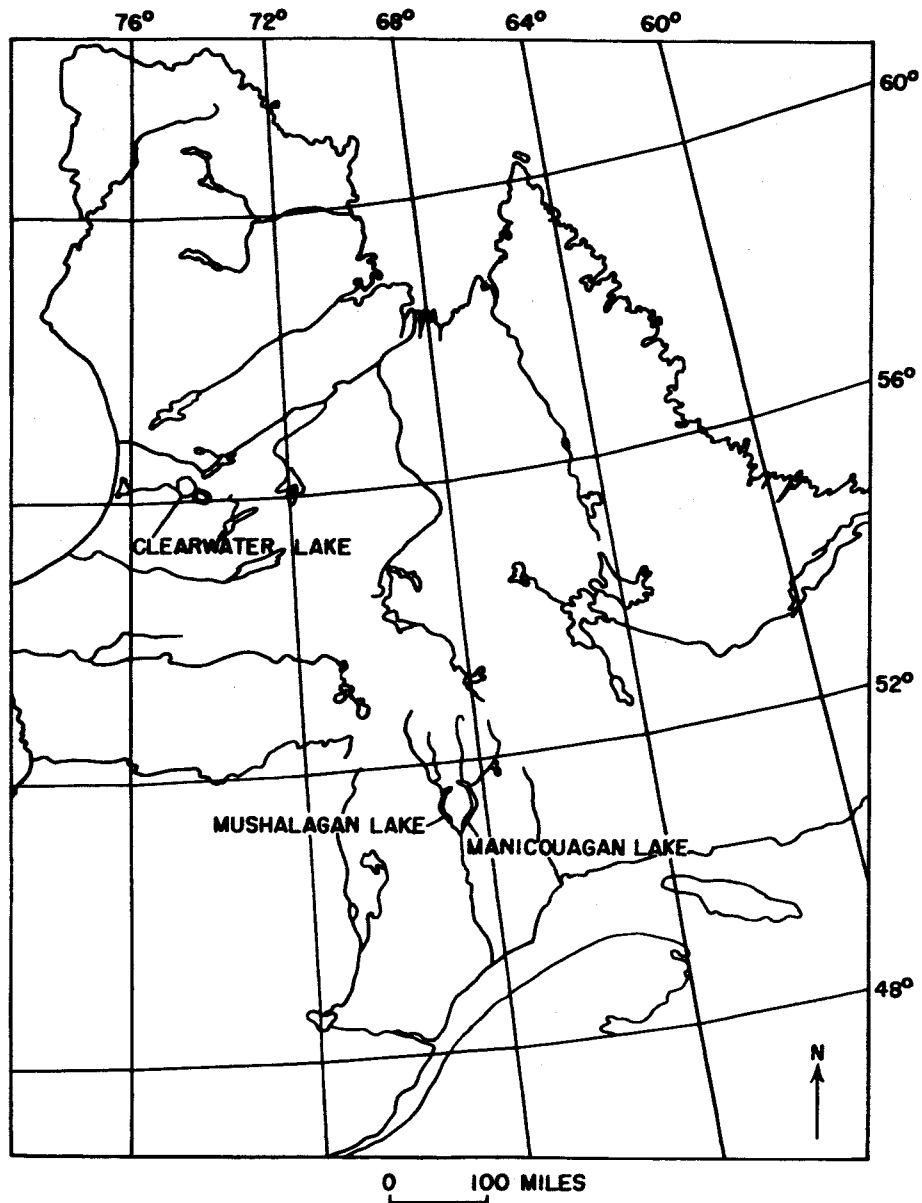 76° 72° 68° 64° 60°
60°
56°
CLEARWATER LAKE
52°
MUSHALAGAN LAKE
MANICOUAGAN LAKE
48°
N
0 100 MILES